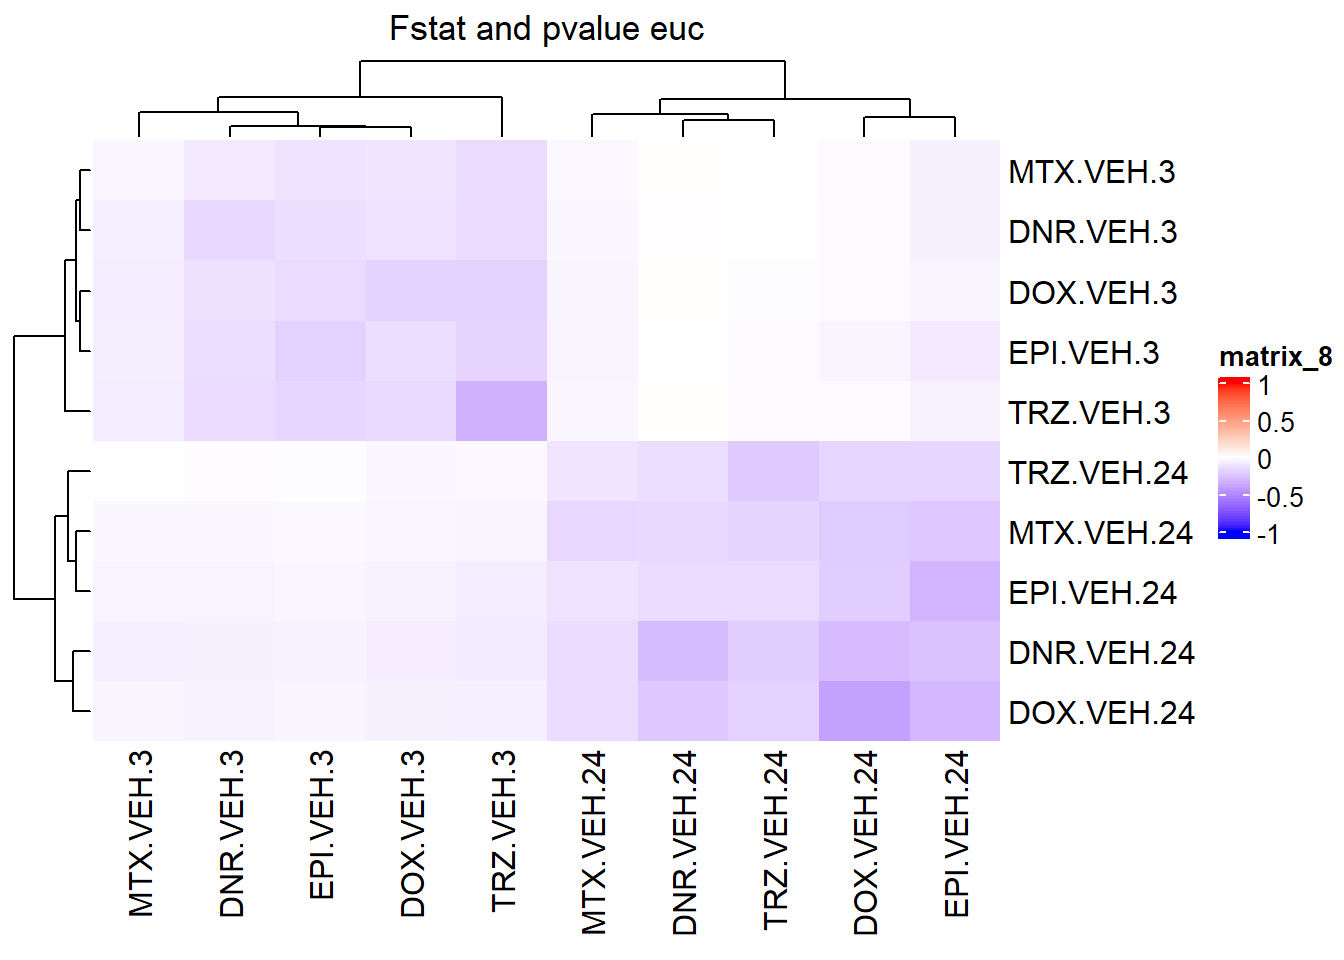 Fstat and pvalue euc
MTX.VEH.3
DNR.VEH.3
DOX.VEH.3
EPI.VEH.3
TRZ.VEH.3
TRZ.VEH.24
MTX.VEH.24
EPI.VEH.24
DNR.VEH.24
DOX.VEH.24
matrix_8
1
0.5
0
-0.5
-1
MTX.VEH.3
DNR.VEH.3
EPI.VEH.3
DOX.VEH.3
TRZ.VEH.3
MTX.VEH.24
DNR.VEH.24
TRZ.VEH.24
DOX.VEH.24
EPI.VEH.24